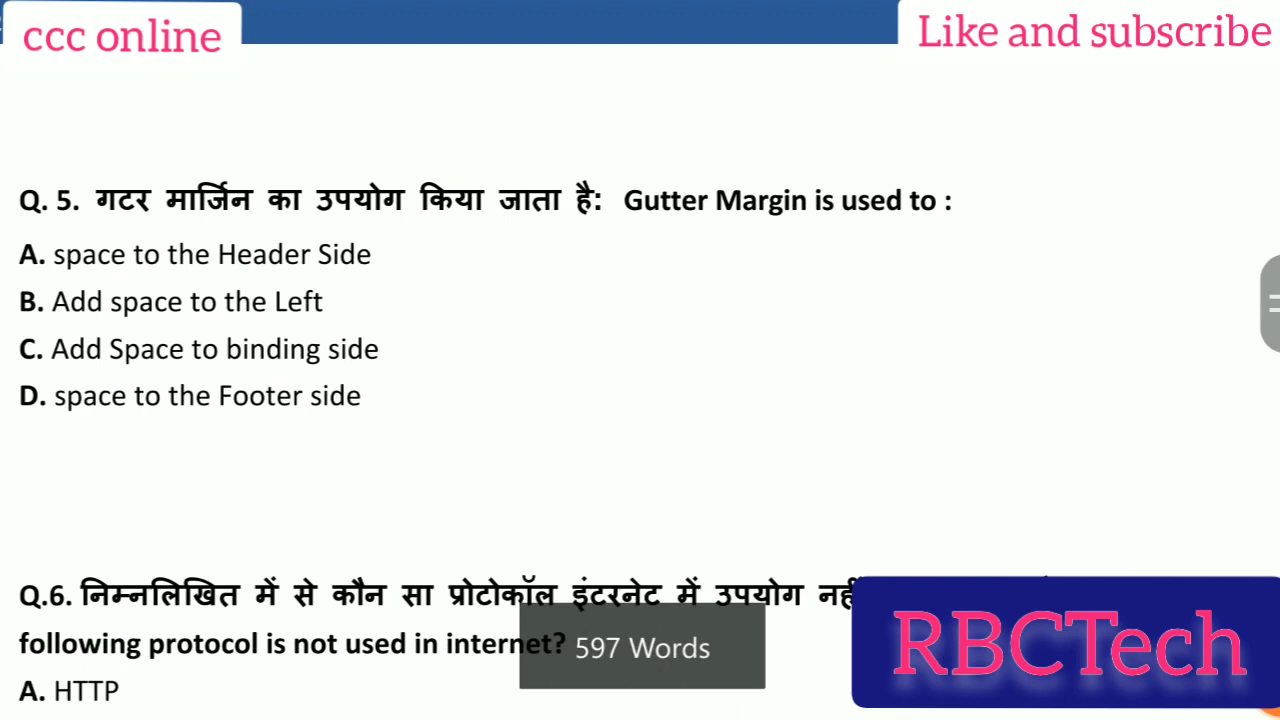 ccc online
Like and subscribe
Q. 5. गटर मार्जिन का उपयोग किया जाता है: Gutter Margin is used to :
A. space to the Header Side
B. Add space to the Left
C. Add Space to binding side
D. space to the Footer side
Q.6. निम्नलिखित में से कौन सा प्रोटोकॉल इंटरनेट में उपयोग नहीं
following protocol is not used in internet?
597 Words
RBCTech
A. HTTP